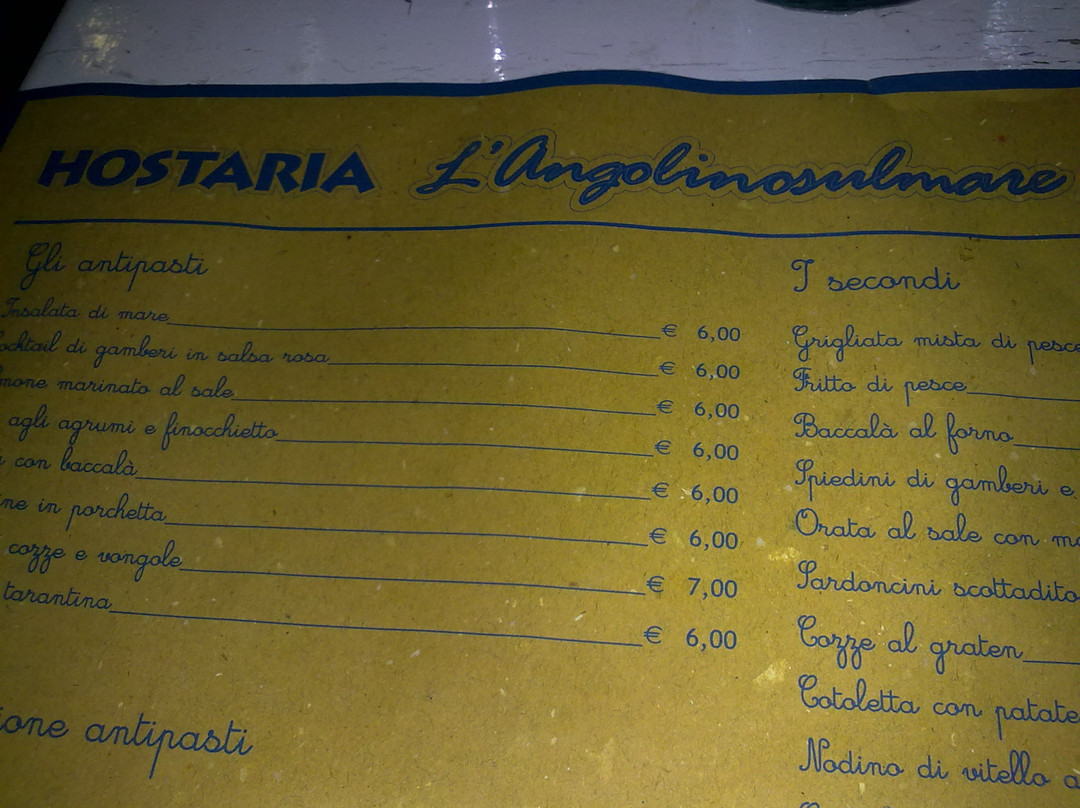 HOSTARIA L'Angolinosulmare
Gli antipasti
Insalata di mare € 6,00
ocktail di gamberi in salsa rosa € 6,00
mone marinato al sale € 6,00
agli agrumi e finocchietto € 6,00
con baccalà € 6,00
ne in porchetta € 6,00
cozze e vongole € 7,00
tarantina € 6,00
ione antipasti
I secondi
Grigliata mista di pesce
Fritto di pesce
Baccalà al forno
Spiedini di gamberi e
Orata al sale con
Sardoncini scottadito
Cozze al graten
Cotoletta con patate
Nodino di vitello a